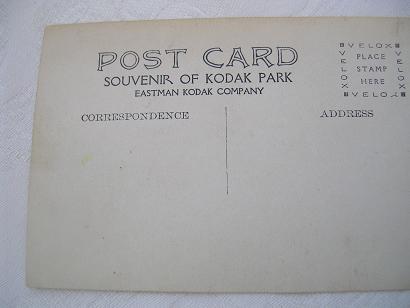 POST CARD
SOUVENIR OF KODAK PARK
EASTMAN KODAK COMPANY
CORRESPONDENCE
ADDRESS
VELOX
VELOX
PLACE
STAMP
HERE
VELOX
VELOX